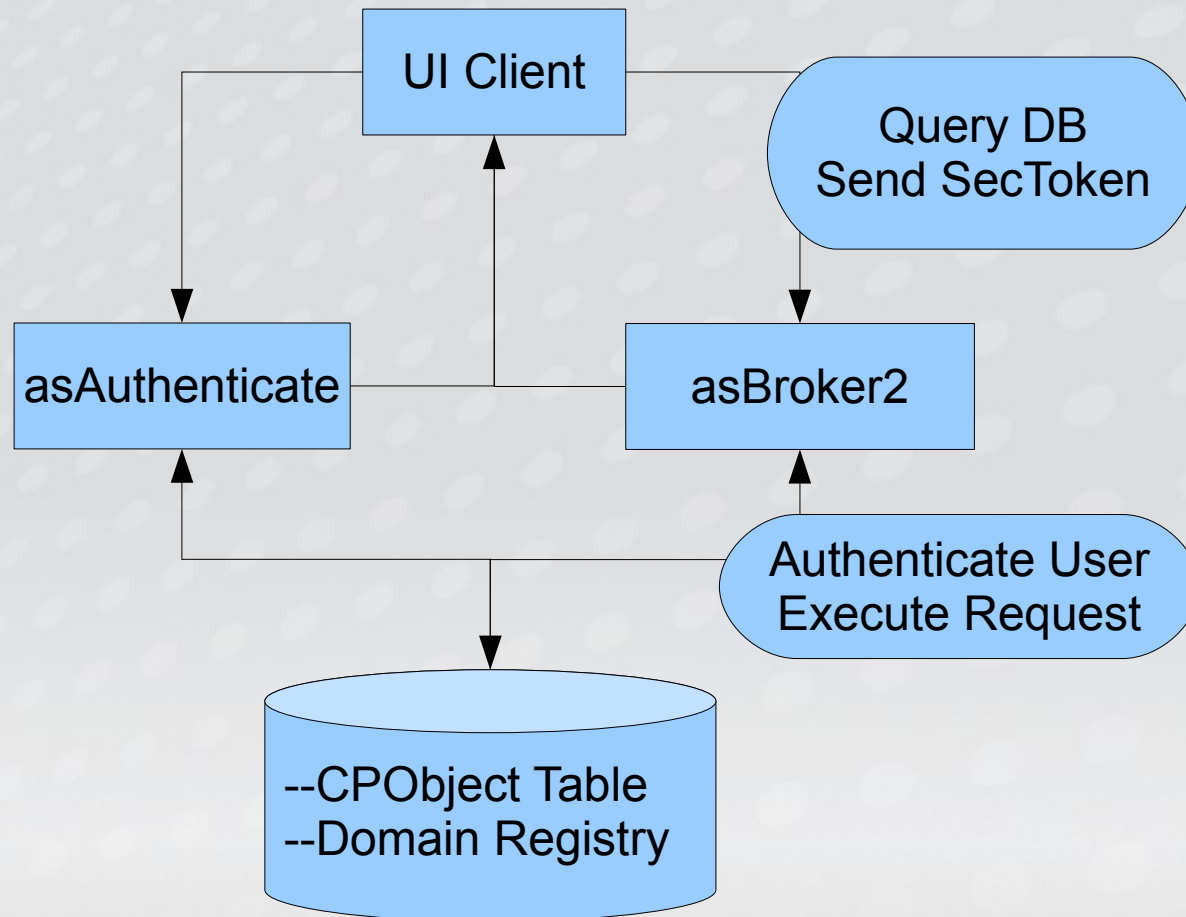 UI Client
Query DB
Send SecToken
asAuthenticate
asBroker2
Authenticate User
Execute Request
--CPObject Table
--Domain Registry